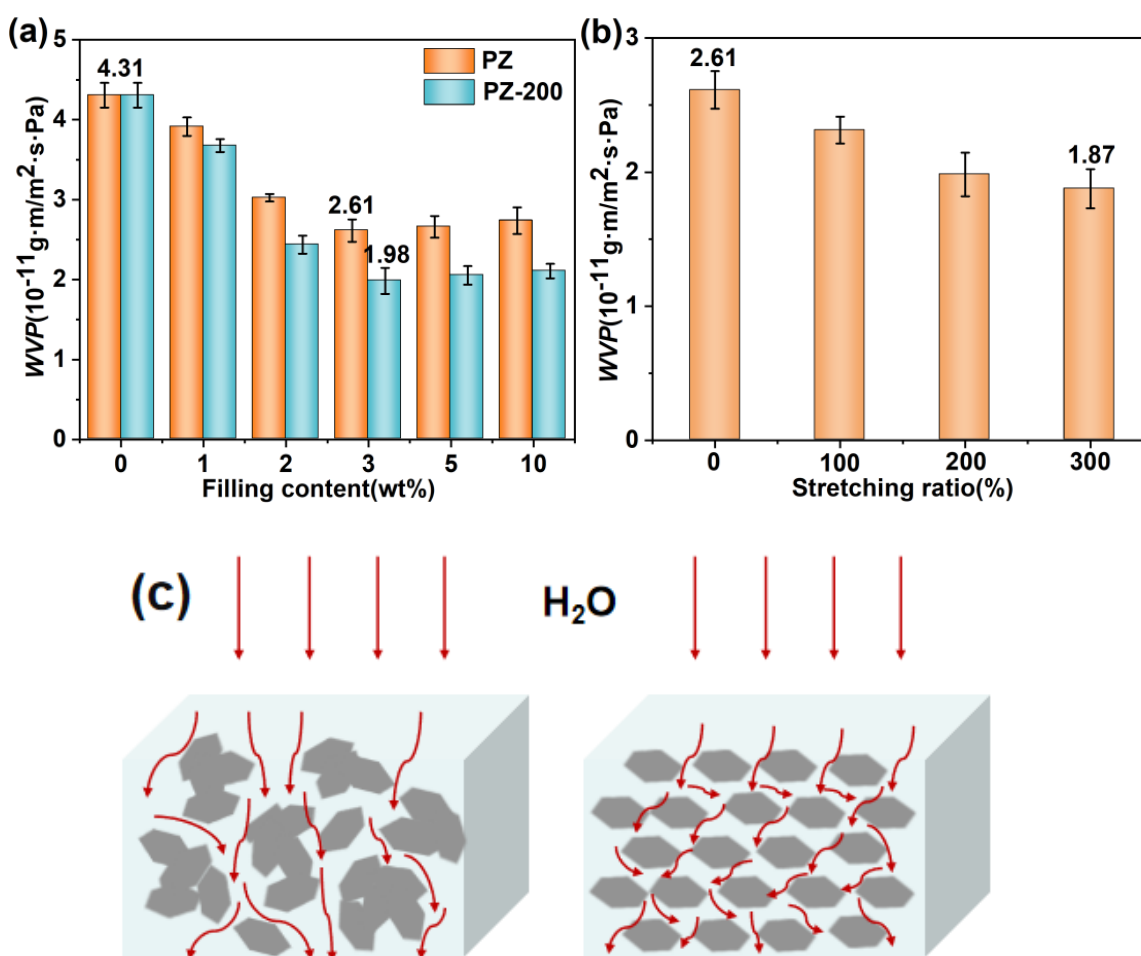 (a)
5
4
3
2
1
0
WVP(10⁻¹¹g·m/m²·s·Pa)
4.31
2.61
1.98
PZ
PZ-200
0 1 2 3 5 10
Filling content(wt%)
(b)
3
2
1
0
WVP(10⁻¹¹g·m/m²·s·Pa)
2.61
1.87
0 100 200 300
Stretching ratio(%)
(c)
H₂O